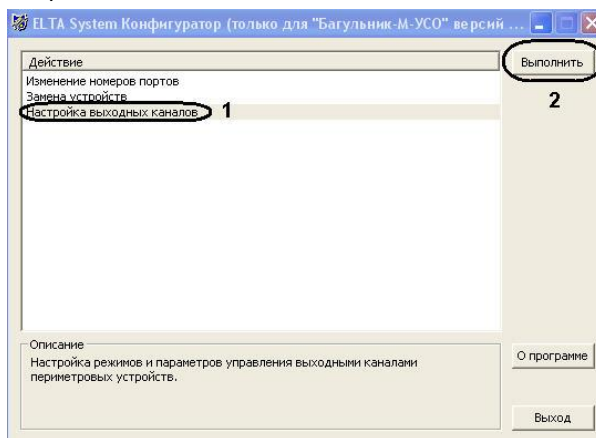 ELTA System Конфигуратор (только для "Багульник-М-УСО" версий ...
Действие
Выполнить
Изменение номеров портов
Замена устройств
2
Настройка выходных каналов
1
Описание
Настройка режимов и параметров управления выходными каналами
периметровых устройств.
О программе
Выход